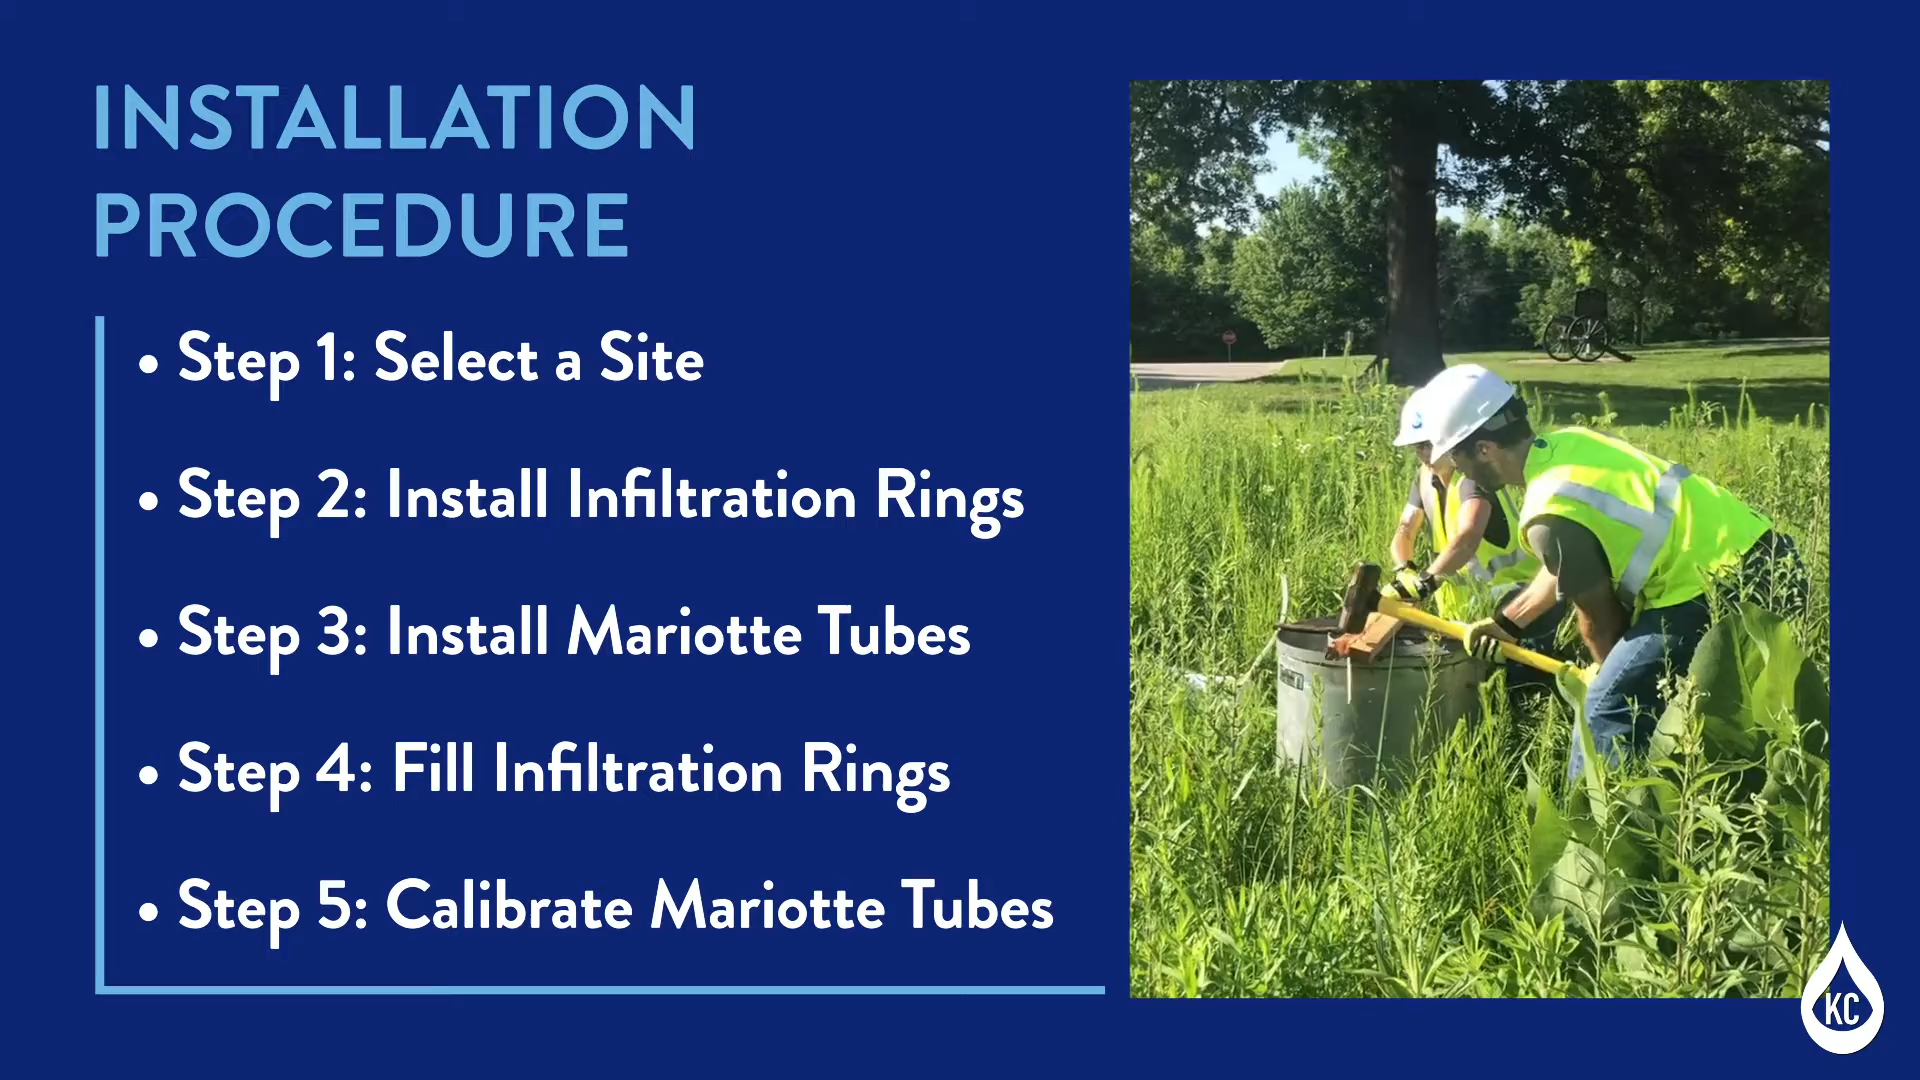 INSTALLATION
PROCEDURE
• Step 1: Select a Site
• Step 2: Install Infiltration Rings
• Step 3: Install Mariotte Tubes
• Step 4: Fill Infiltration Rings
• Step 5: Calibrate Mariotte Tubes
KC